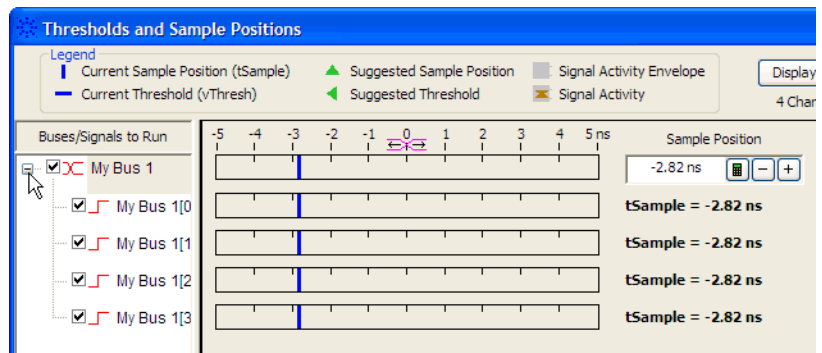 Thresholds and Sample Positions
Legend
Current Sample Position (tSample)
Suggested Sample Position
Signal Activity Envelope
Current Threshold (vThresh)
Suggested Threshold
Signal Activity
Display
4 Char
Buses/Signals to Run
-5 -4 -3 -2 -1 0 1 2 3 4 5 ns
Sample Position
My Bus 1
-2.82 ns
My Bus 1[0
tSample = -2.82 ns
My Bus 1[1
tSample = -2.82 ns
My Bus 1[2
tSample = -2.82 ns
My Bus 1[3
tSample = -2.82 ns